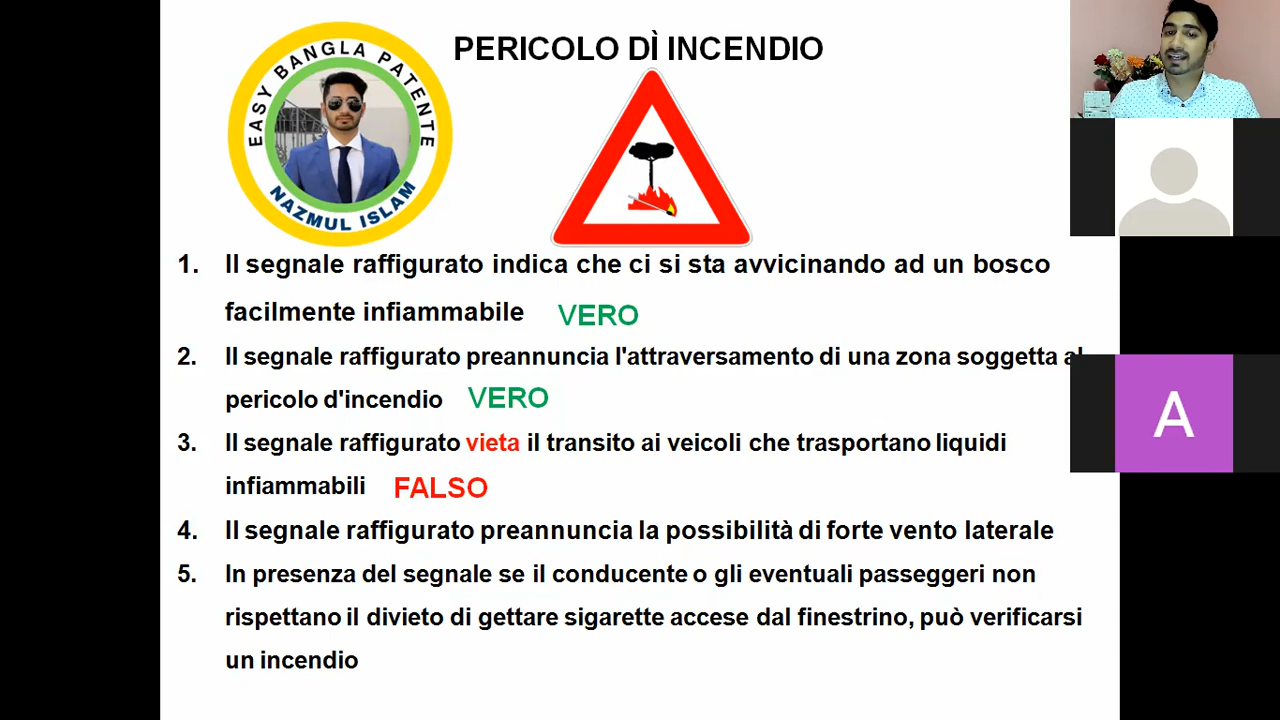 EASY BANGLA PATENTE
NAZMUL ISLAM
PERICOLO DÌ INCENDIO
1. Il segnale raffigurato indica che ci si sta avvicinando ad un bosco
facilmente infiammabile VERO
2. Il segnale raffigurato preannuncia l'attraversamento di una zona soggetta al
pericolo d'incendio VERO
3. Il segnale raffigurato vieta il transito ai veicoli che trasportano liquidi
infiammabili FALSO
4. Il segnale raffigurato preannuncia la possibilità di forte vento laterale
5. In presenza del segnale se il conducente o gli eventuali passeggeri non
rispettano il divieto di gettare sigarette accese dal finestrino, può verificarsi
un incendio
A